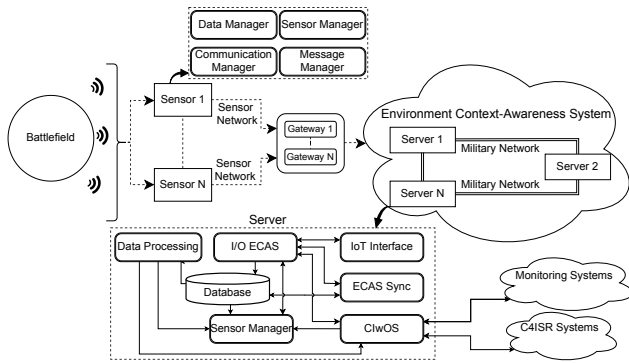 Data Manager
Sensor Manager
Communication
Manager
Message
Manager
Battlefield
Sensor 1
Sensor
Network
Sensor N
Sensor
Network
Gateway 1
Gateway N
Environment Context-Awareness System
Server 1
Military Network
Server 2
Military Network
Server N
Server
Data Processing
I/O ECAS
IoT Interface
Database
ECAS Sync
Sensor Manager
CIwOS
Monitoring Systems
C4ISR Systems